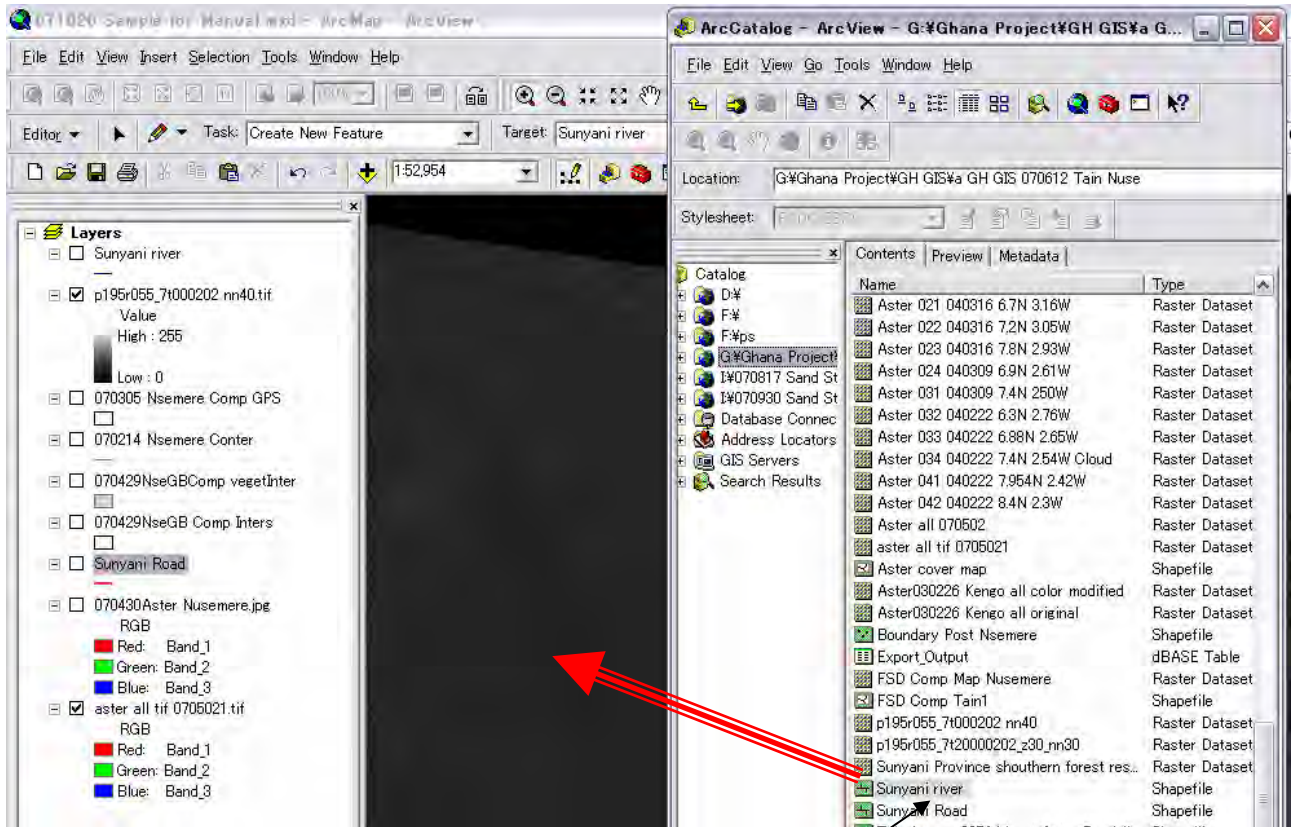 071020 Sample for Manual.mxd - ArcMap - ArcView
File Edit View Insert Selection Tools Window Help
Editor Task: Create New Feature Target: Sunyani river
1:52,954
Layers
Sunyani river
p195r055_7t000202 nn40.tif
Value
High : 255
Low : 0
070305 Nsemere Comp GPS
070214 Nsemere Conter
070429NseGBComp vegetInter
070429NseGB Comp Inters
Sunyani Road
070430Aster Nusemere.jpg
RGB
Red: Band_1
Green: Band_2
Blue: Band_3
aster all tif 0705021.tif
RGB
Red: Band_1
Green: Band_2
Blue: Band_3
ArcCatalog - ArcView - G:¥Ghana Project¥GH GIS¥a G...
File Edit View Go Tools Window Help
Location: G:¥Ghana Project¥GH GIS¥a GH GIS 070612 Tain Nuse
Stylesheet:
Catalog
D:¥
F:¥
F:¥ps
G:¥Ghana Project¥
I:¥070817 Sand St
I:¥070930 Sand St
Database Connec
Address Locators
GIS Servers
Search Results
Contents Preview Metadata
Name Type
Aster 021 040316 6.7N 3.16W Raster Dataset
Aster 022 040316 7,2N 3.05W Raster Dataset
Aster 023 040316 7.8N 2.93W Raster Dataset
Aster 024 040309 6.9N 2.61W Raster Dataset
Aster 031 040309 7.4N 250W Raster Dataset
Aster 032 040222 6.3N 2.76W Raster Dataset
Aster 033 040222 6.88N 2.65W Raster Dataset
Aster 034 040222 7.4N 2.54W Cloud Raster Dataset
Aster 041 040222 7.954N 2.42W Raster Dataset
Aster 042 040222 8.4N 2.3W Raster Dataset
Aster all 070502 Raster Dataset
aster all tif 0705021 Raster Dataset
Aster cover map Shapefile
Aster030226 Kengo all color modified Raster Dataset
Aster030226 Kengo all original Raster Dataset
Boundary Post Nsemere Shapefile
Export_Output dBASE Table
FSD Comp Map Nusemere Raster Dataset
FSD Comp Tain1 Shapefile
p195r055_7t000202 nn40 Raster Dataset
p195r055_7t20000202_z30_nn30 Raster Dataset
Sunyani Province shouthern forest res... Raster Dataset
Sunyani river Shapefile
Sunyani Road Shapefile